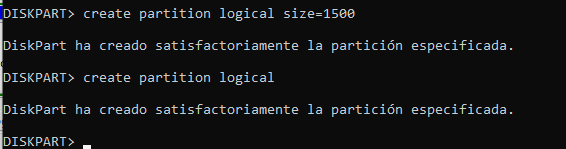 DISKPART> create partition logical size=1500
DiskPart ha creado satisfactoriamente la partición especificada.
DISKPART> create partition logical
DiskPart ha creado satisfactoriamente la partición especificada.
DISKPART>